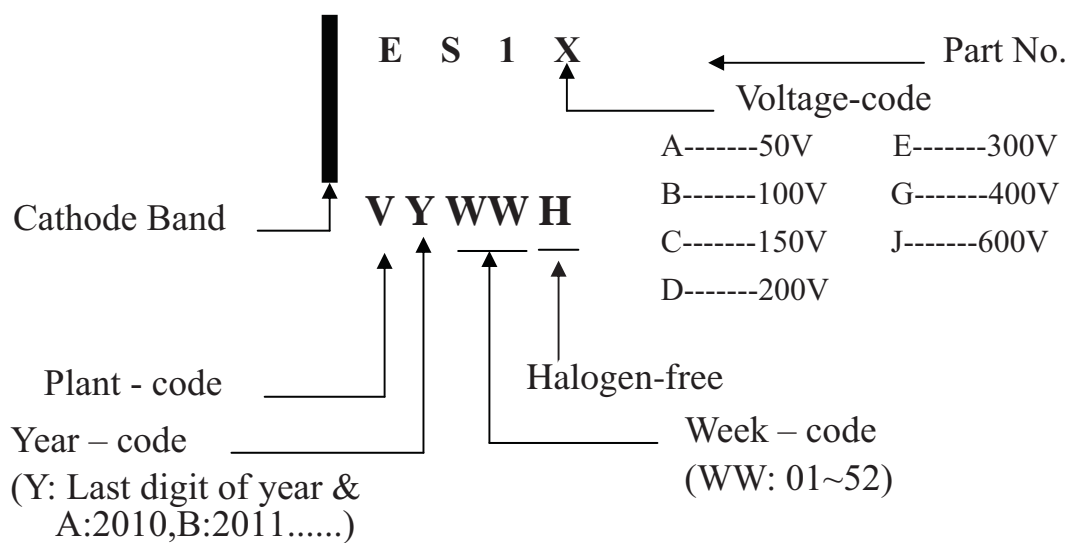 E S 1 X
Part No.
Voltage-code
A-------50V E-------300V
B-------100V G-------400V
C-------150V J-------600V
D-------200V
Cathode Band
V Y WW H
Plant - code
Halogen-free
Year – code
(Y: Last digit of year &
A:2010,B:2011......)
Week – code
(WW: 01~52)